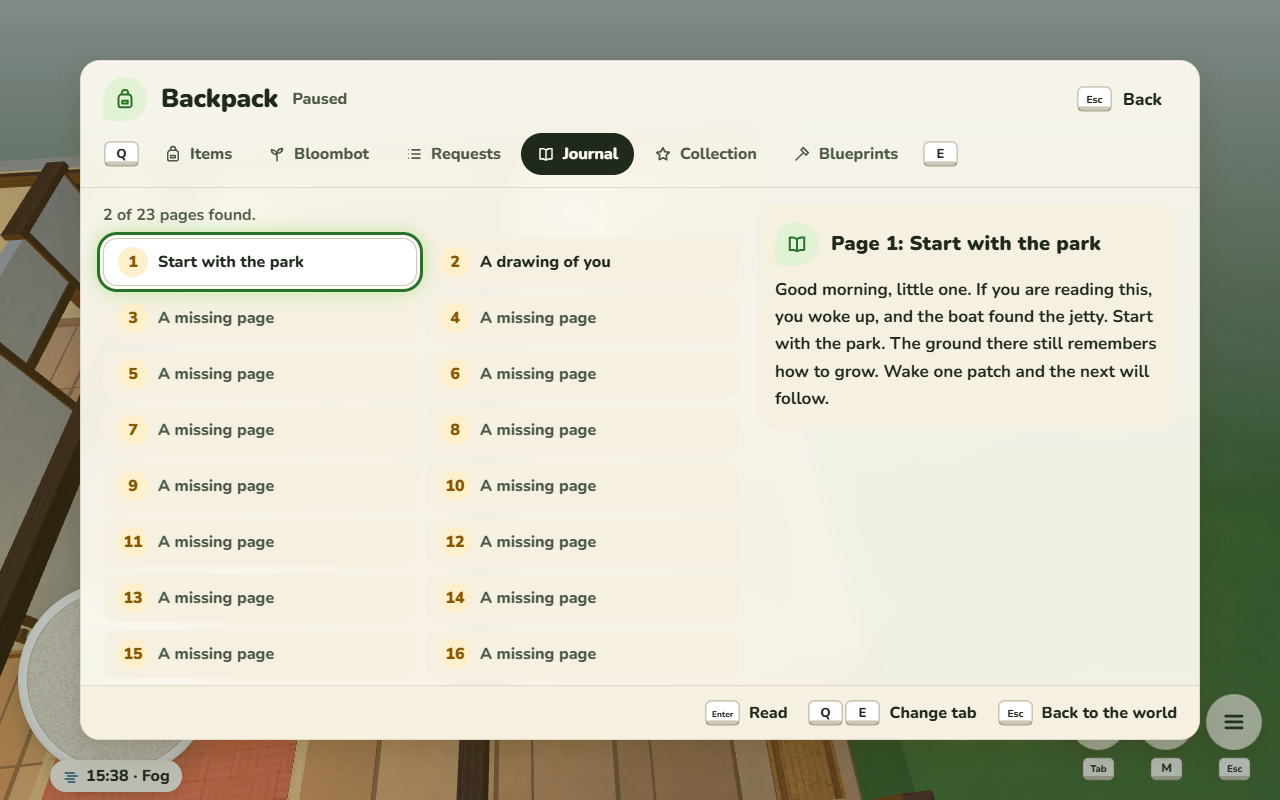 Backpack Paused
Esc Back
Q Items Bloombot Requests Journal Collection Blueprints E
2 of 23 pages found.
1 Start with the park
2 A drawing of you
3 A missing page
4 A missing page
5 A missing page
6 A missing page
7 A missing page
8 A missing page
9 A missing page
10 A missing page
11 A missing page
12 A missing page
13 A missing page
14 A missing page
15 A missing page
16 A missing page
Page 1: Start with the park
Good morning, little one. If you are reading this,
you woke up, and the boat found the jetty. Start
with the park. The ground there still remembers
how to grow. Wake one patch and the next will
follow.
Enter Read Q E Change tab Esc Back to the world
15:38 · Fog
Tab M Esc